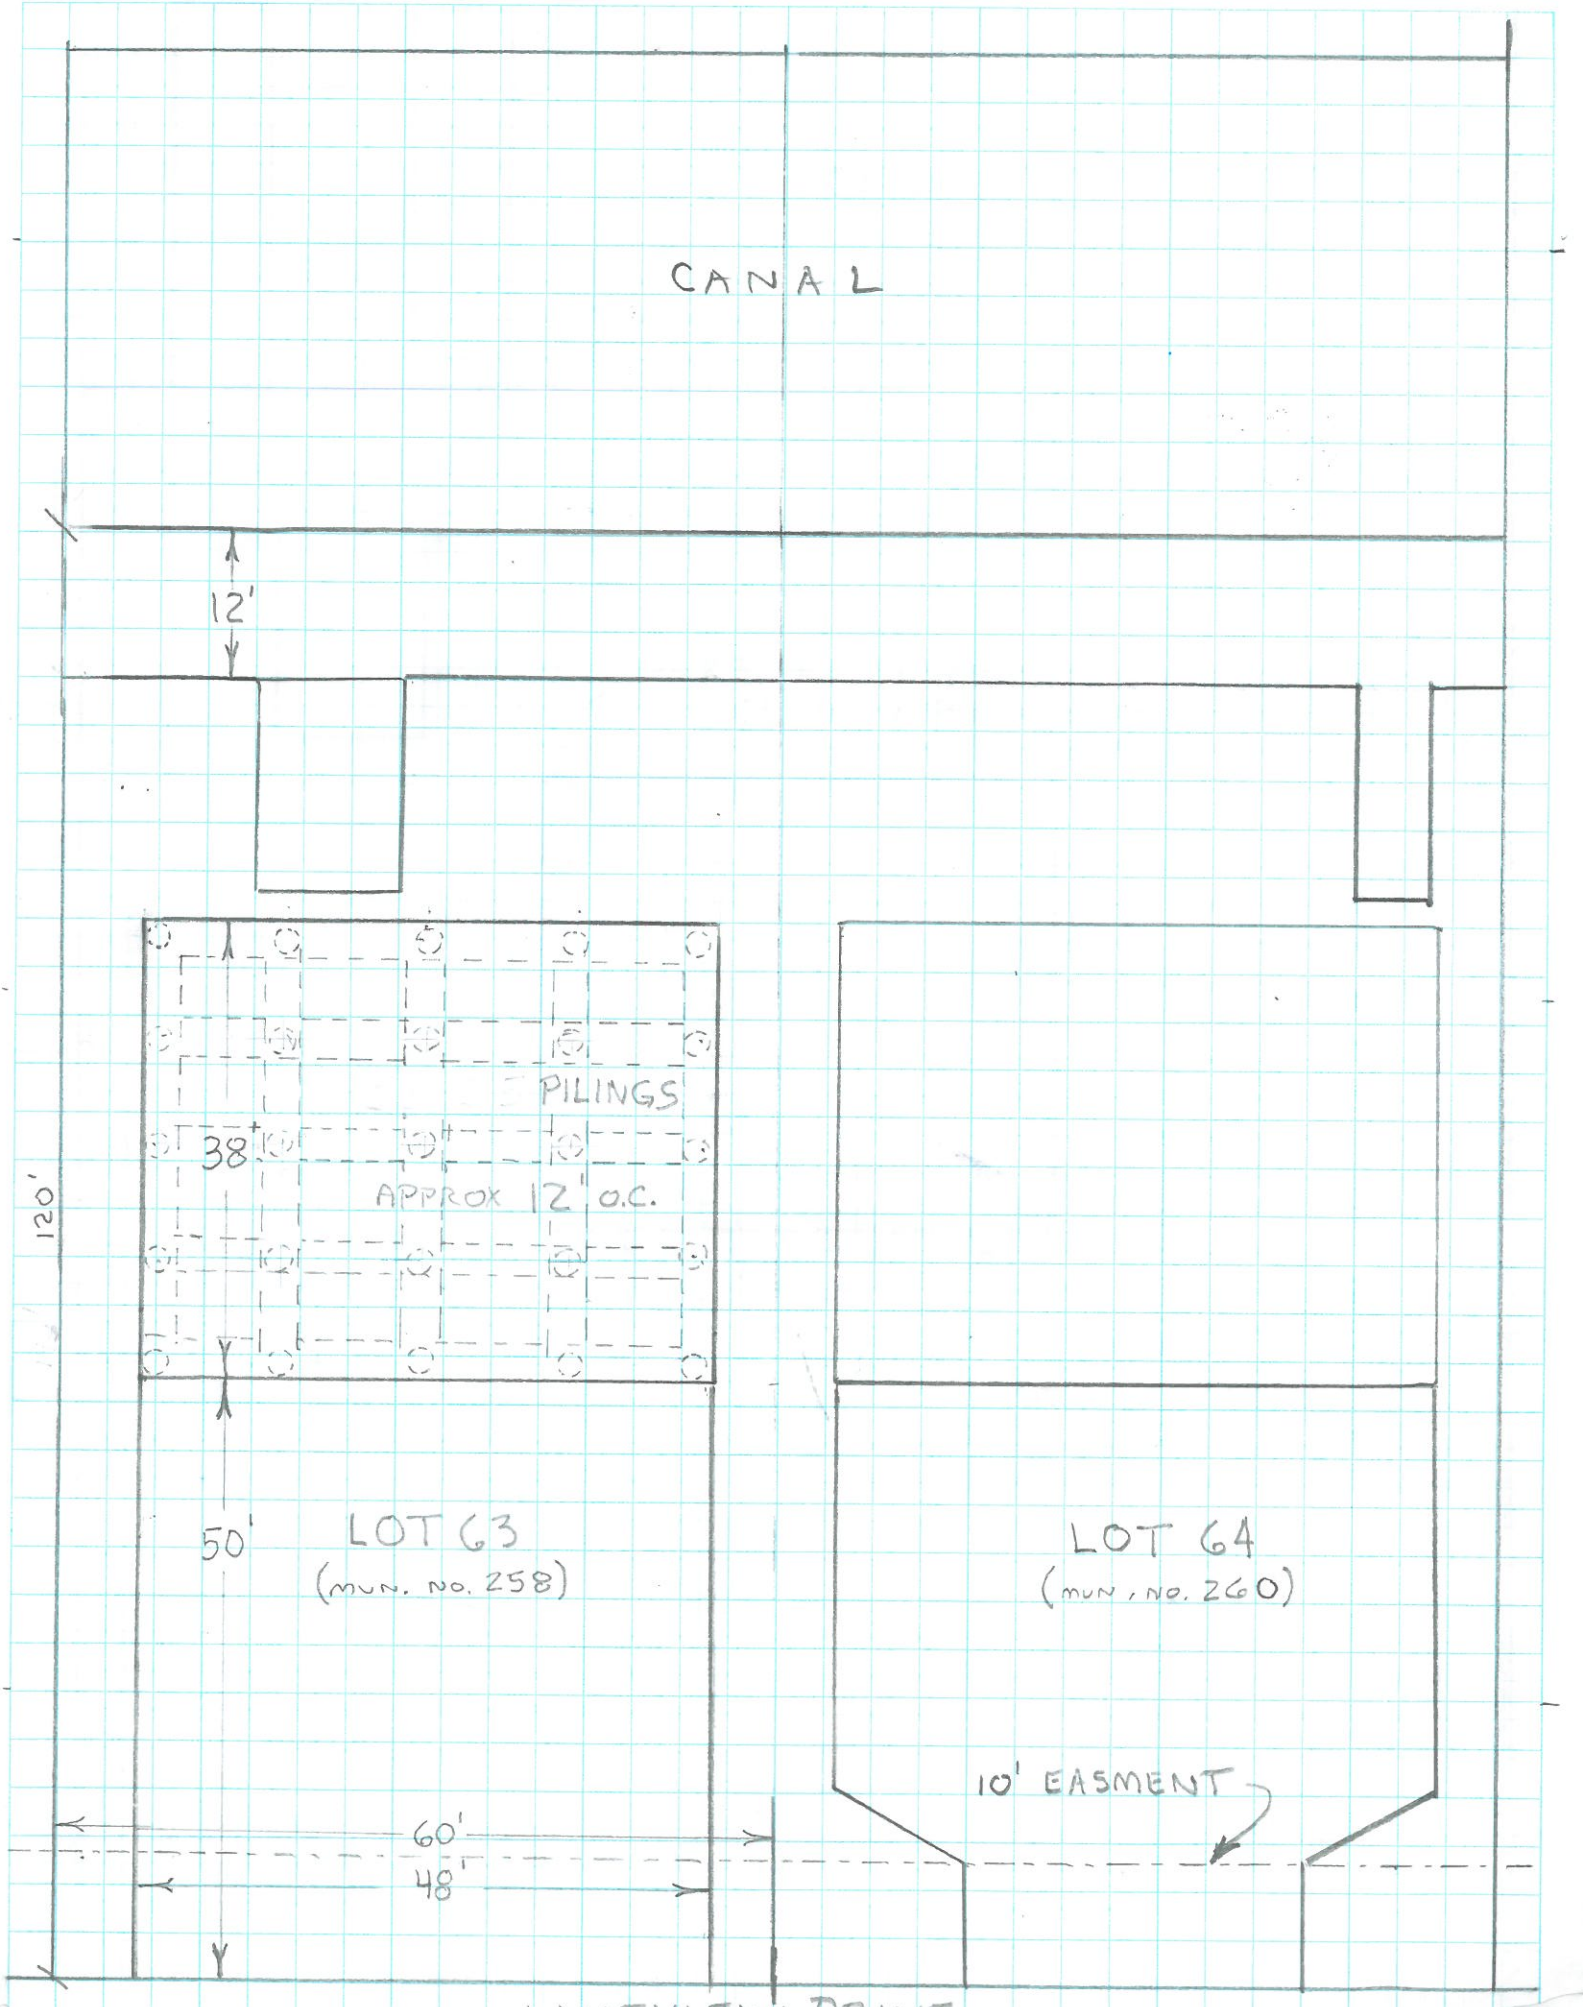 CANAL
12'
PILINGS
38'
APPROX 12' O.C.
120'
50'
LOT 63
(MUN. NO. 258)
LOT 64
(MUN. NO. 260)
10' EASMENT
60'
48'
DRIVE